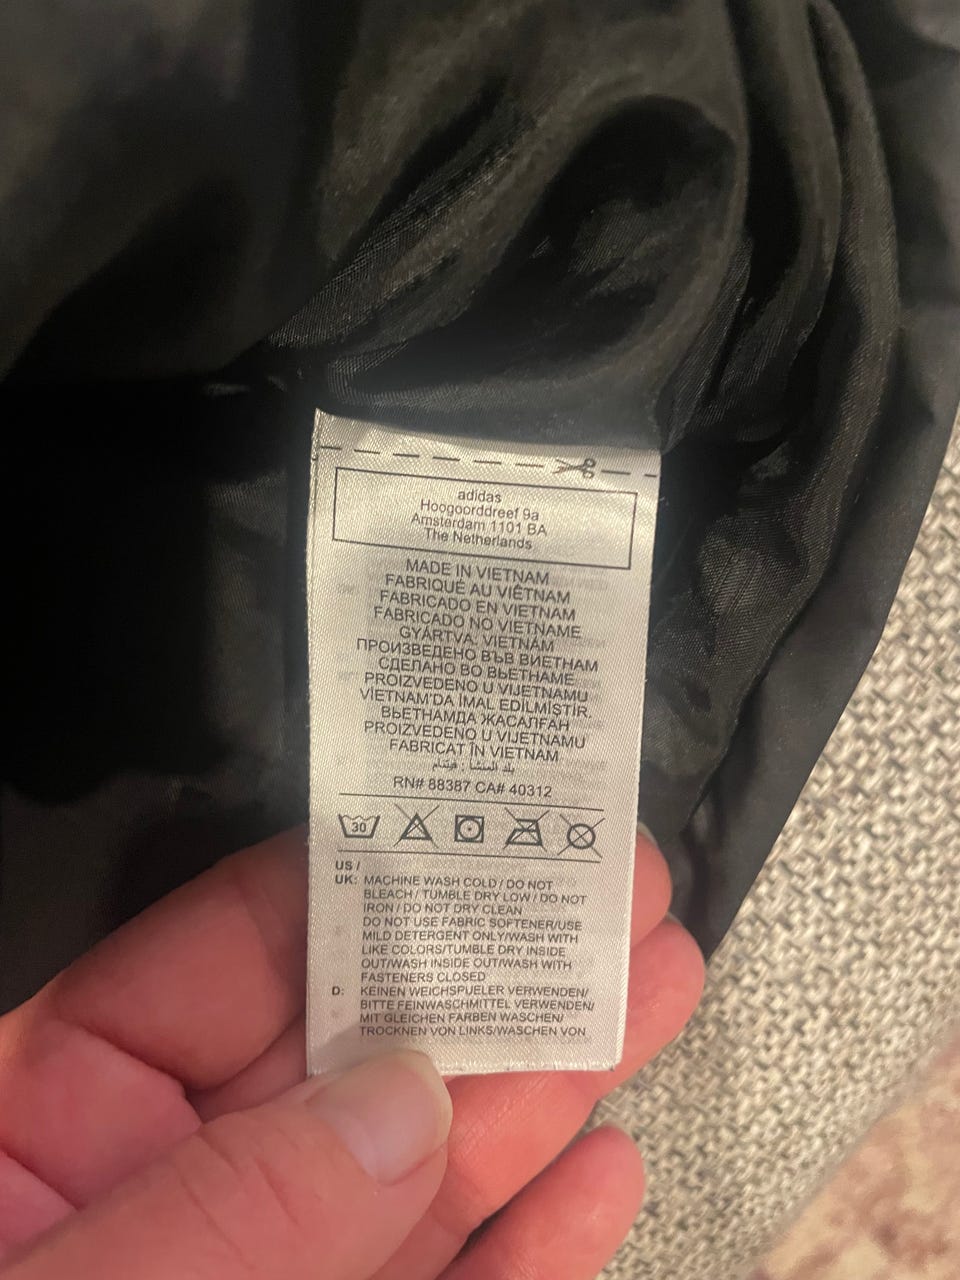 adidas
Hoogoorddreef 9a
Amsterdam 1101 BA
The Netherlands
MADE IN VIETNAM
FABRIQUÉ AU VIÊTNAM
FABRICADO EN VIETNAM
FABRICADO NO VIETNAME
GYÁRTVA: VIETNÁM
ПРОИЗВЕДЕНО ВЪВ ВИЕТНАМ
СДЕЛАНО ВО ВЬЕТНАМЕ
PROIZVEDENO U VIJETNAMU
VİETNAM'DA İMAL EDİLMİŞTİR.
ВЬЕТНАМДА ЖАСАЛҒАН
PROIZVEDENO U VIJETNAMU
FABRICAT ÎN VIETNAM
بلد المنشأ : فيتنام
RN# 88387 CA# 40312
30
US /
UK: MACHINE WASH COLD / DO NOT
BLEACH / TUMBLE DRY LOW / DO NOT
IRON / DO NOT DRY CLEAN
DO NOT USE FABRIC SOFTENER/USE
MILD DETERGENT ONLY/WASH WITH
LIKE COLORS/TUMBLE DRY INSIDE
OUT/WASH INSIDE OUT/WASH WITH
FASTENERS CLOSED
D: KEINEN WEICHSPUELER VERWENDEN/
BITTE FEINWASCHMITTEL VERWENDEN/
MIT GLEICHEN FARBEN WASCHEN/
TROCKNEN VON LINKS/WASCHEN VON